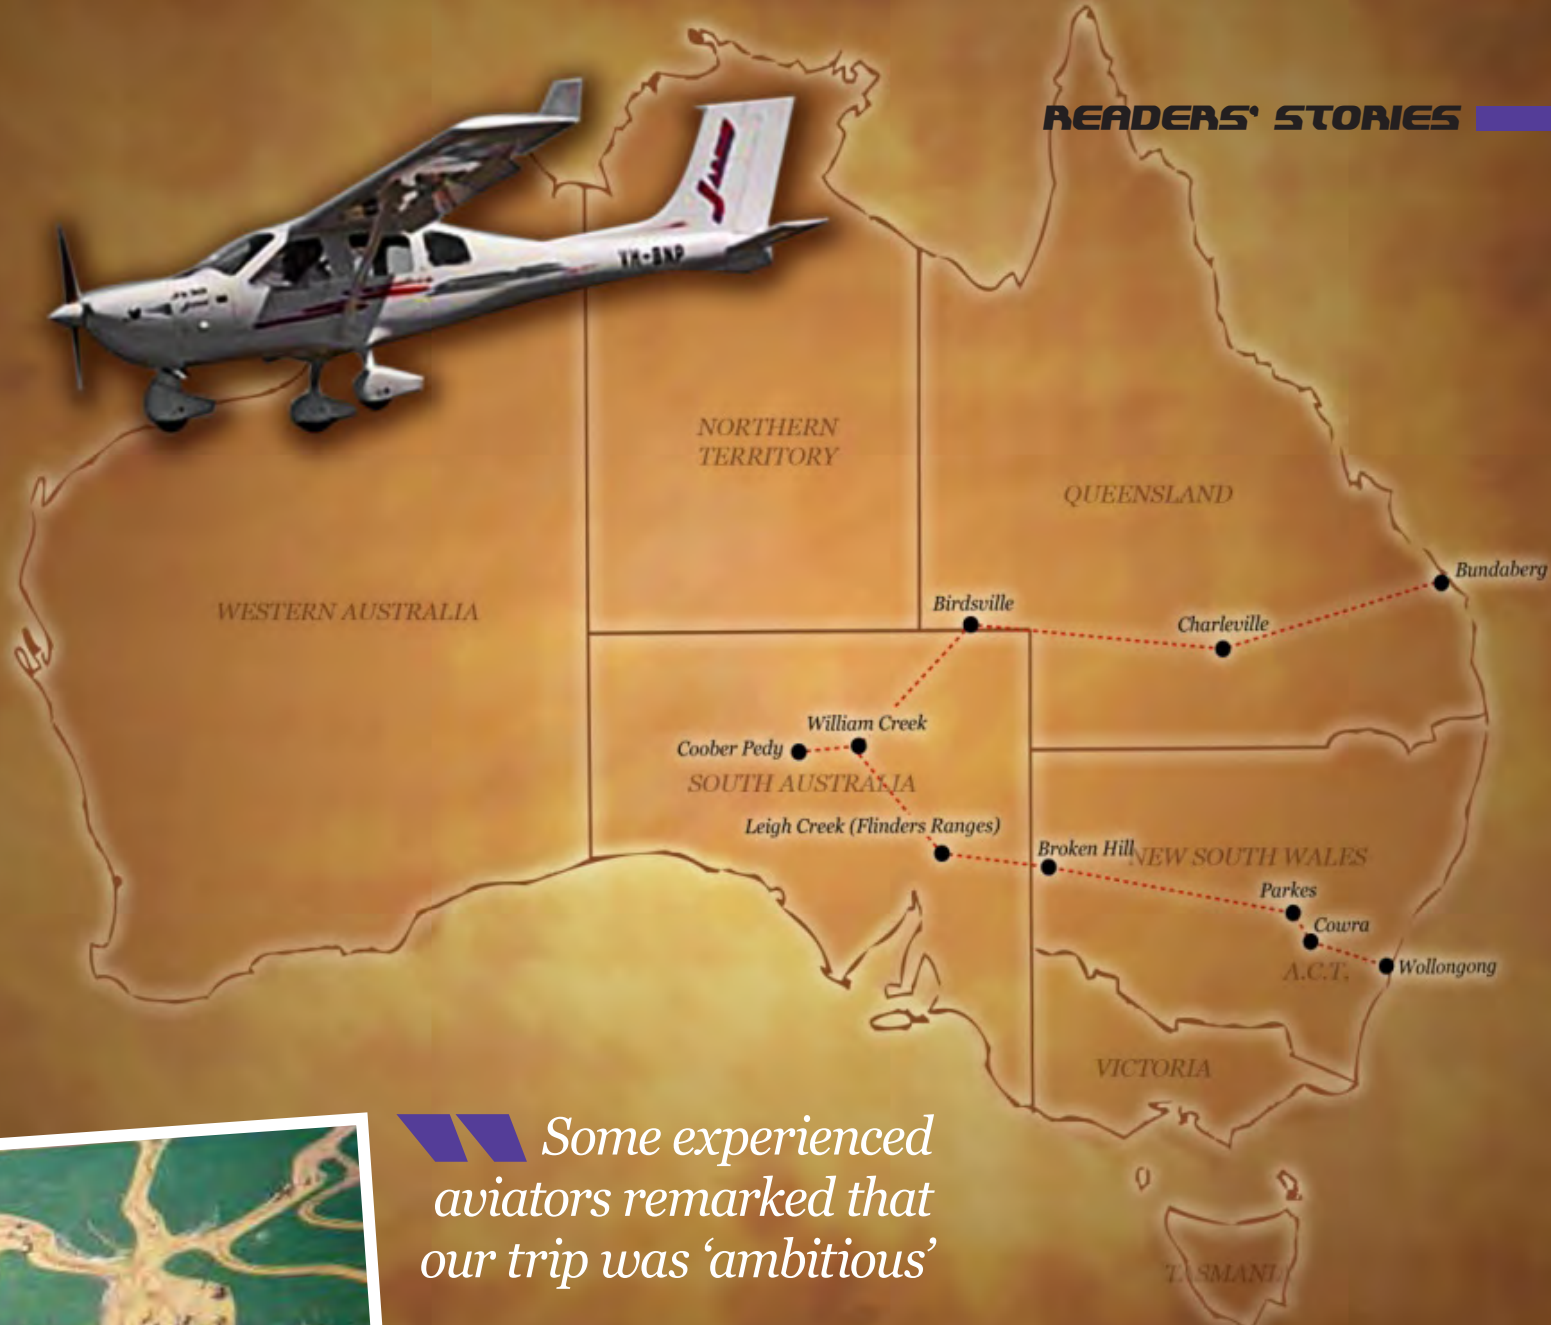 READERS' STORIES
NORTHERN
TERRITORY
QUEENSLAND
Bundaberg
WESTERN AUSTRALIA
Birdsville
Charleville
William Creek
Coober Pedy
SOUTH AUSTRALIA
Leigh Creek (Flinders Ranges)
Broken Hill
NEW SOUTH WALES
Parkes
Cowra
A.C.T.
Wollongong
VICTORIA
Some experienced
aviators remarked that
our trip was ‘ambitious’